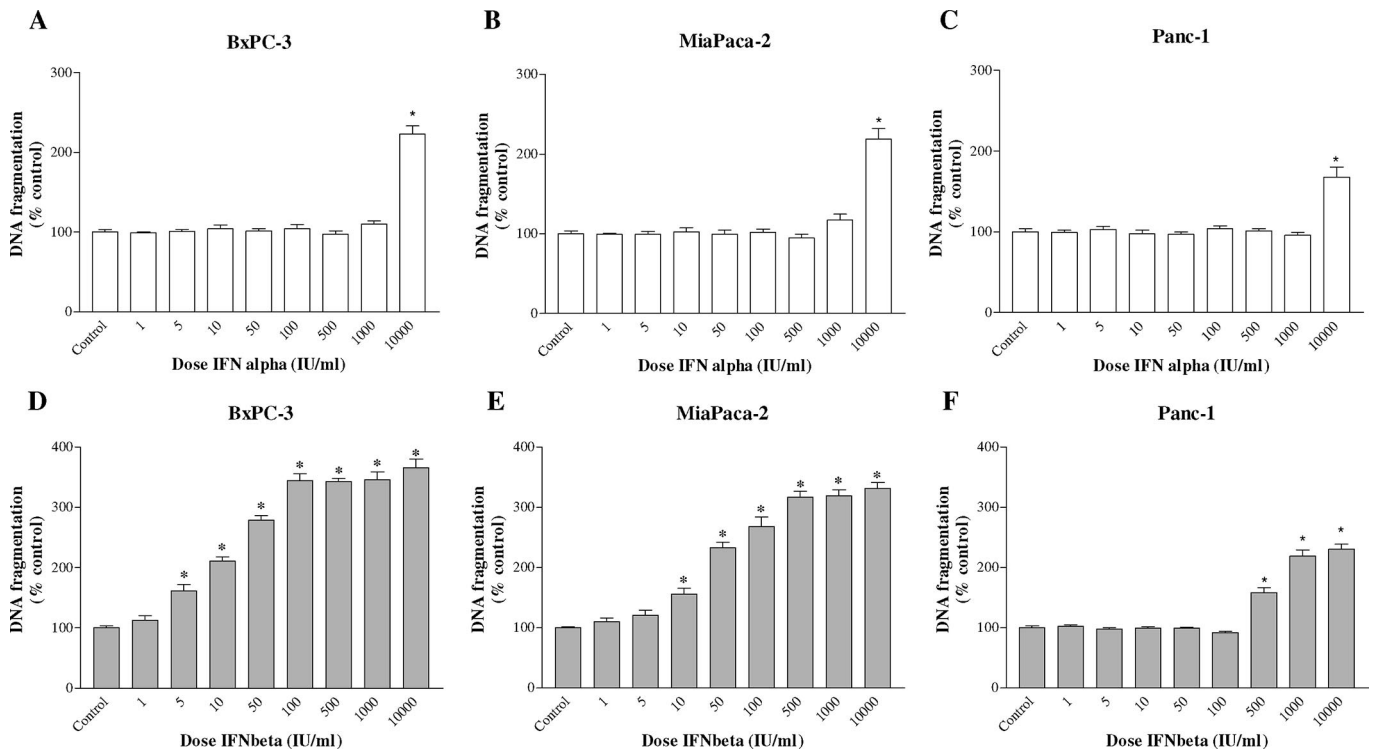 A
BxPC-3
DNA fragmentation
(% control)
300
200
100
0
*
Control 1 5 10 50 100 500 1000 10000
Dose IFN alpha (IU/ml)
B
MiaPaca-2
DNA fragmentation
(% control)
300
200
100
0
*
Control 1 5 10 50 100 500 1000 10000
Dose IFN alpha (IU/ml)
C
Panc-1
DNA fragmentation
(% control)
300
200
100
0
*
Control 1 5 10 50 100 500 1000 10000
Dose IFN alpha (IU/ml)
D
BxPC-3
DNA fragmentation
(% control)
400
300
200
100
0
* * * * * * *
Control 1 5 10 50 100 500 1000 10000
Dose IFNbeta (IU/ml)
E
MiaPaca-2
DNA fragmentation
(% control)
400
300
200
100
0
* * * * * *
Control 1 5 10 50 100 500 1000 10000
Dose IFNbeta (IU/ml)
F
Panc-1
DNA fragmentation
(% control)
400
300
200
100
0
* * *
Control 1 5 10 50 100 500 1000 10000
Dose IFNbeta (IU/ml)